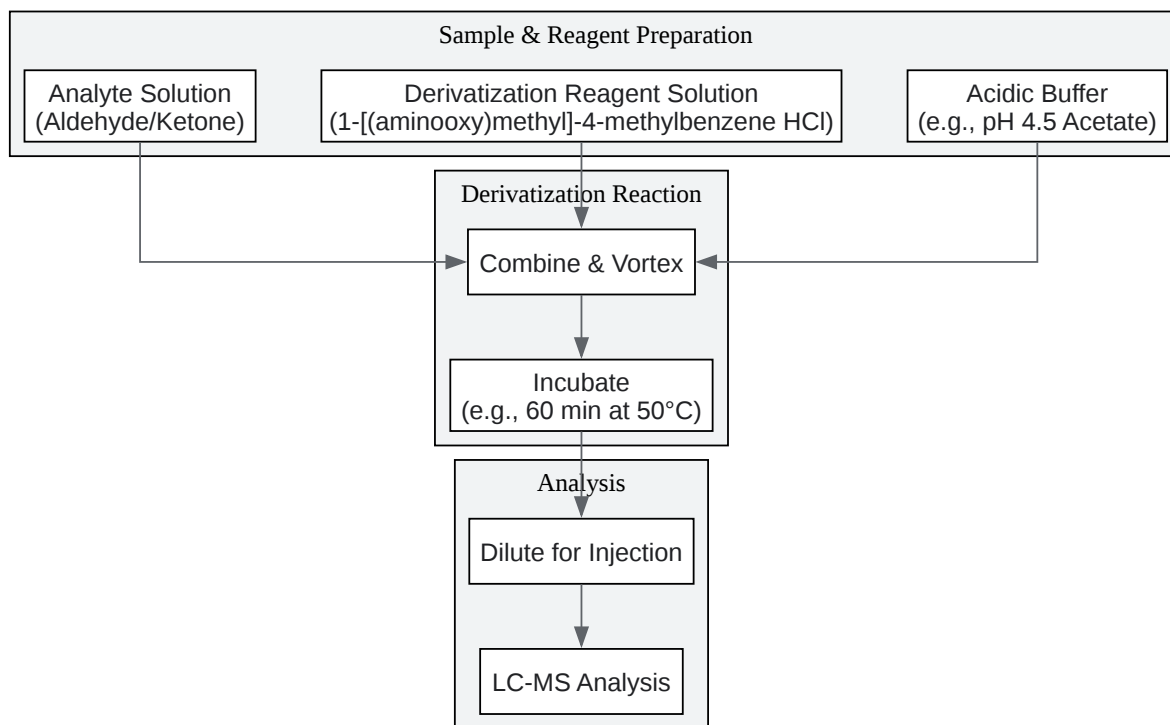 Sample & Reagent Preparation
Analyte Solution
(Aldehyde/Ketone)
Derivatization Reagent Solution
(1-[(aminooxy)methyl]-4-methylbenzene HCl)
Acidic Buffer
(e.g., pH 4.5 Acetate)
Derivatization Reaction
Combine & Vortex
Incubate
(e.g., 60 min at 50°C)
Analysis
Dilute for Injection
LC-MS Analysis